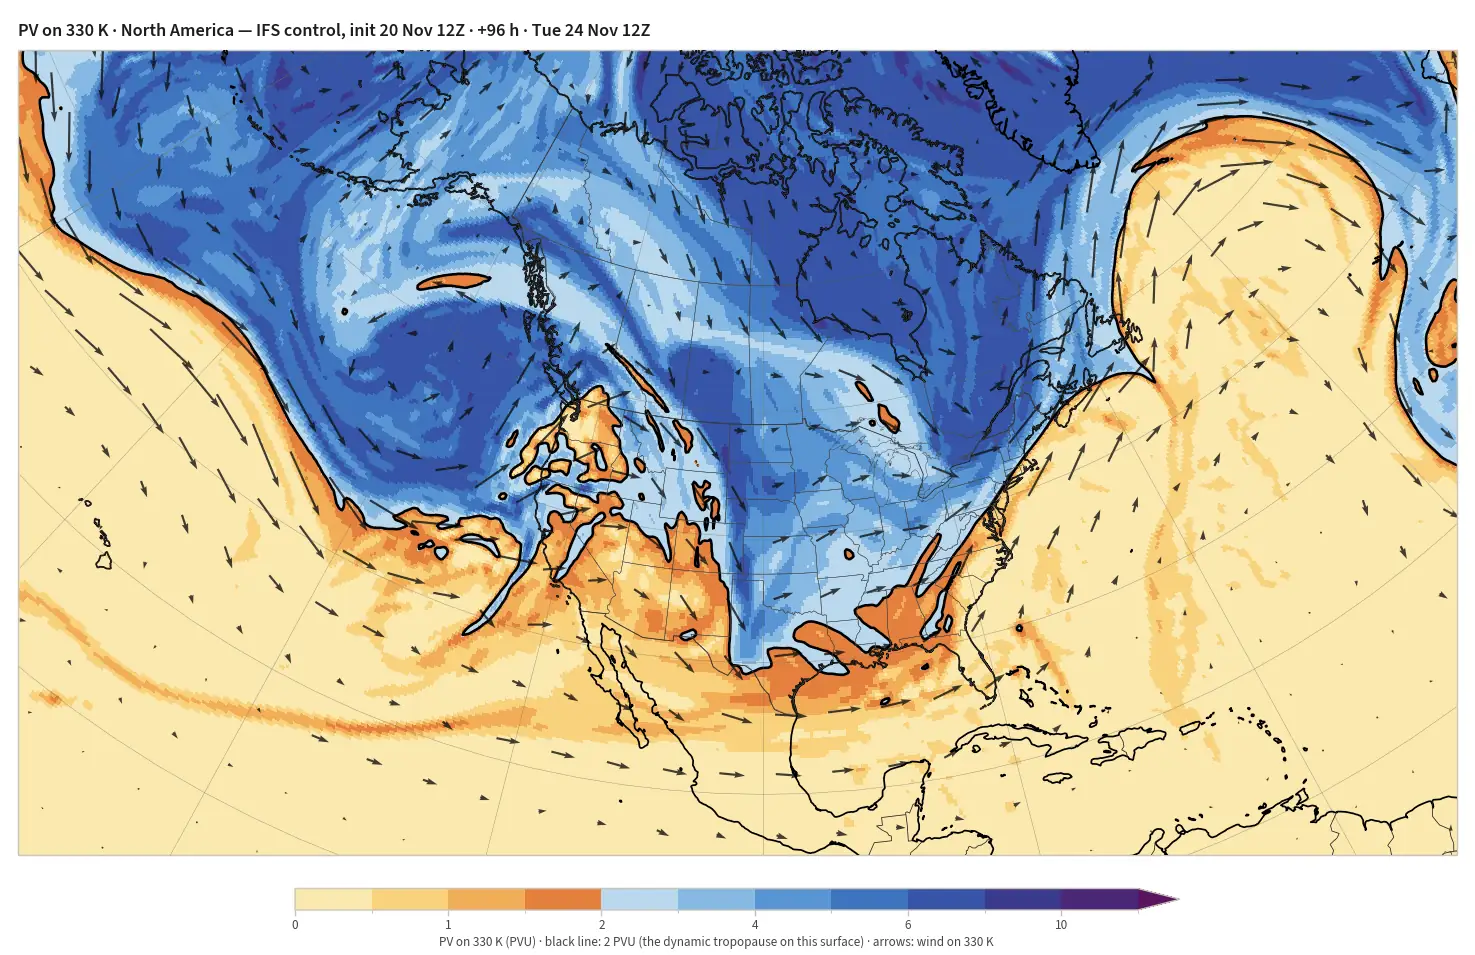 PV on 330 K · North America — IFS control, init 20 Nov 12Z · +96 h · Tue 24 Nov 12Z
0 1 2 4 6 10
PV on 330 K (PVU) · black line: 2 PVU (the dynamic tropopause on this surface) · arrows: wind on 330 K